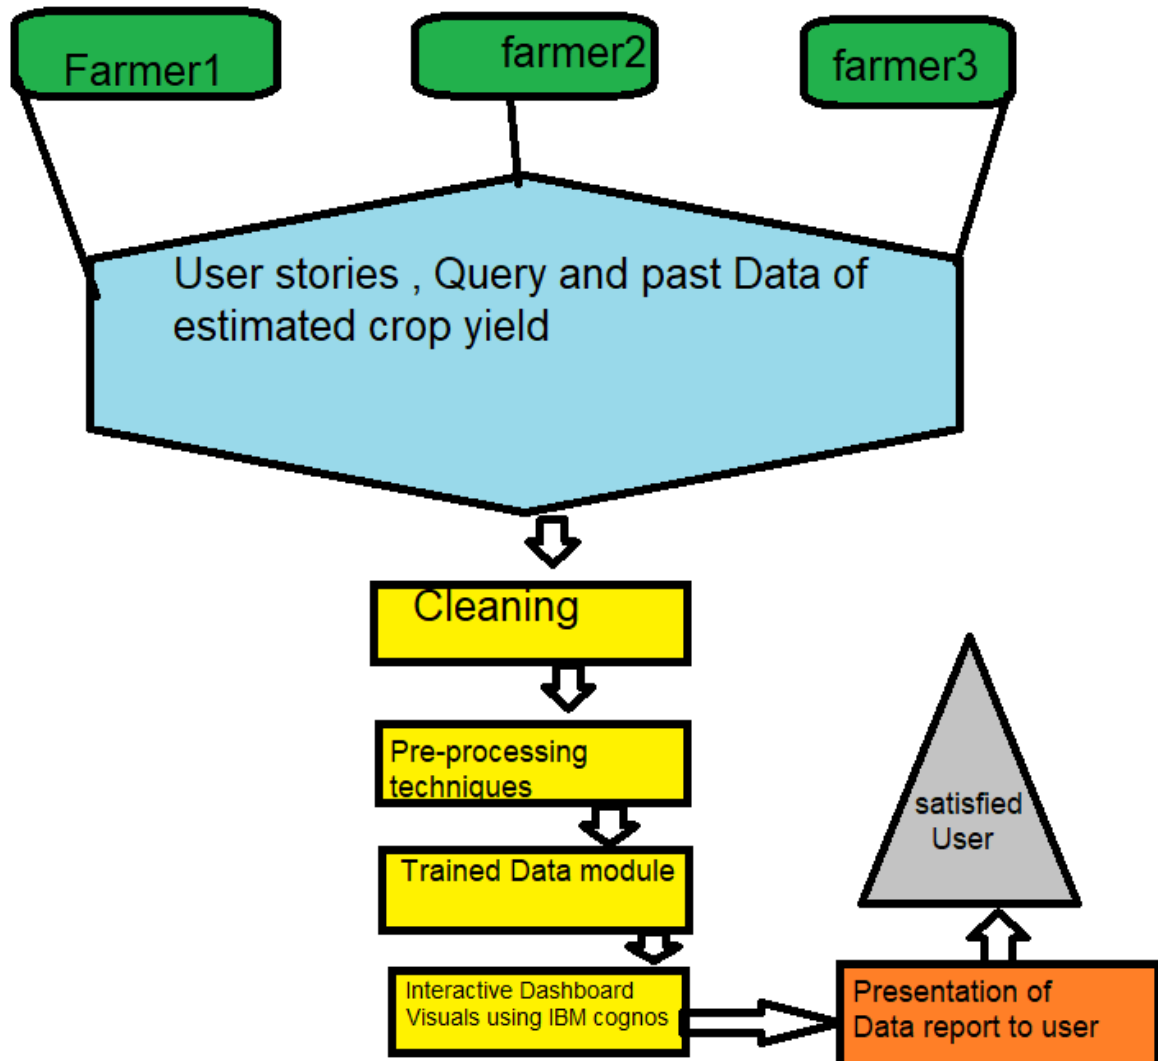 Farmer1
farmer2
farmer3
User stories , Query and past Data of
estimated crop yield
Cleaning
Pre-processing
techniques
Trained Data module
Interactive Dashboard
Visuals using IBM cognos
satisfied
User
Presentation of
Data report to user